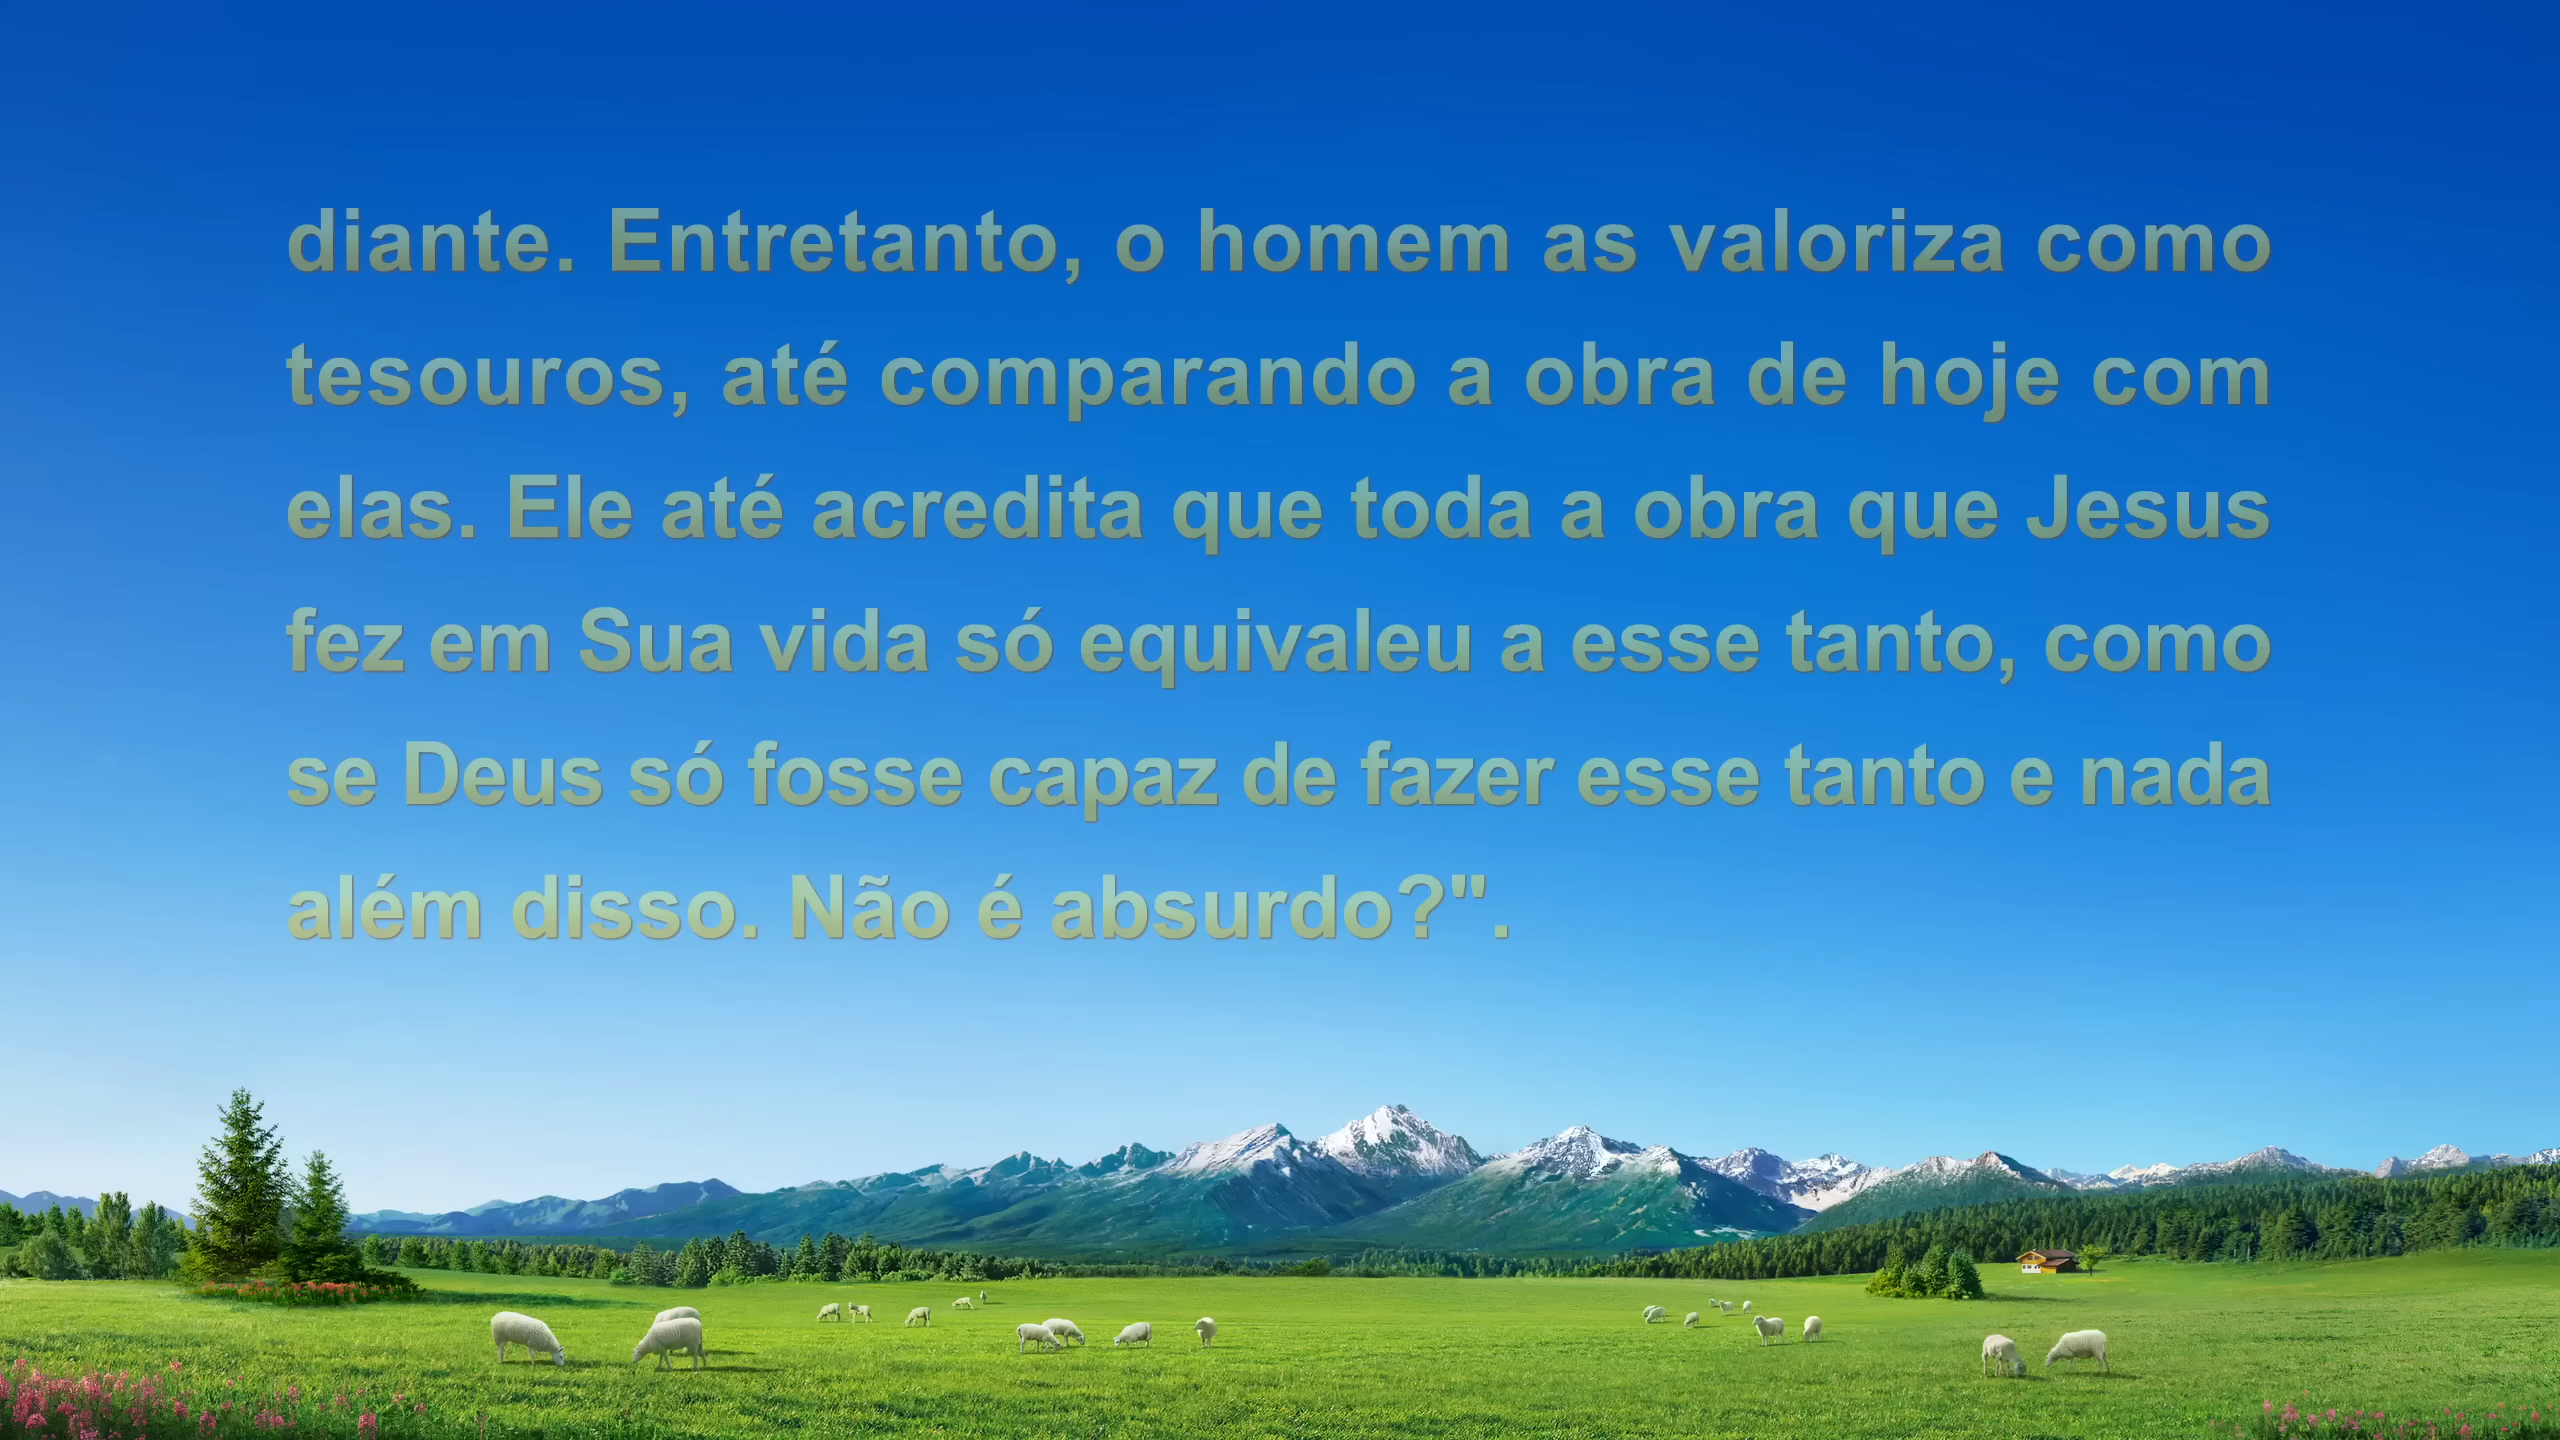 diante. Entretanto, o homem as valoriza como
tesouros, até comparando a obra de hoje com
elas. Ele até acredita que toda a obra que Jesus
fez em Sua vida só equivaleu a esse tanto, como
se Deus só fosse capaz de fazer esse tanto e nada
além disso. Não é absurdo?".